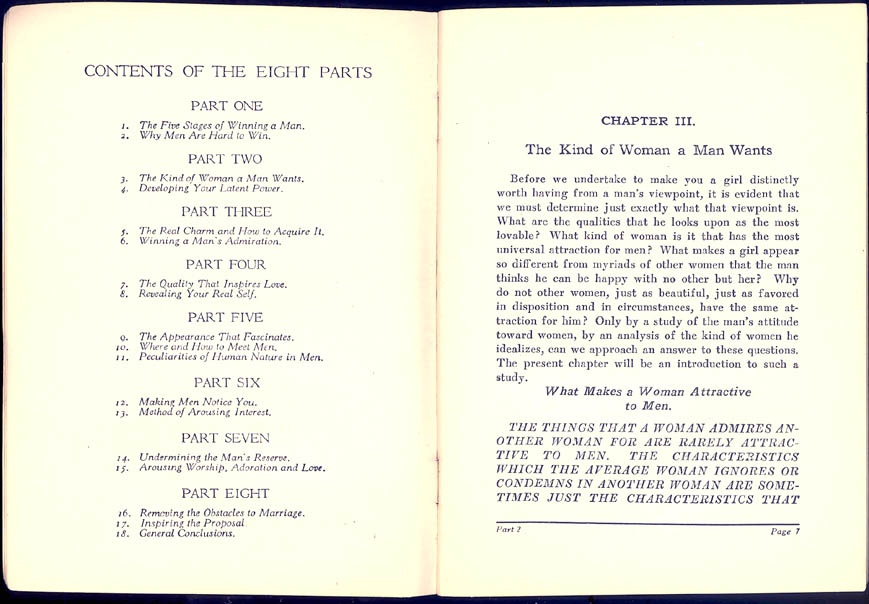 CONTENTS OF THE EIGHT PARTS
PART ONE
1. The Five Stages of Winning a Man.
2. Why Men Are Hard to Win.
PART TWO
3. The Kind of Woman a Man Wants.
4. Developing Your Latent Power.
PART THREE
5. The Real Charm and How to Acquire It.
6. Winning a Man's Admiration.
PART FOUR
7. The Quality That Inspires Love.
8. Revealing Your Real Self.
PART FIVE
9. The Appearance That Fascinates.
10. Where and How to Meet Men.
11. Peculiarities of Human Nature in Men.
PART SIX
12. Making Men Notice You.
13. Method of Arousing Interest.
PART SEVEN
14. Undermining the Man's Reserve.
15. Arousing Worship, Adoration and Love.
PART EIGHT
16. Removing the Obstacles to Marriage.
17. Inspiring the Proposal
18. General Conclusions.
CHAPTER III.
The Kind of Woman a Man Wants
Before we undertake to make you a girl distinctly
worth having from a man's viewpoint, it is evident that
we must determine just exactly what that viewpoint is.
What are the qualities that he looks upon as the most
lovable? What kind of woman is it that has the most
universal attraction for men? What makes a girl appear
so different from myriads of other women that the man
thinks he can be happy with no other but her? Why
do not other women, just as beautiful, just as favored
in disposition and in circumstances, have the same at-
traction for him? Only by a study of the man's attitude
toward women, by an analysis of the kind of women he
idealizes, can we approach an answer to these questions.
The present chapter will be an introduction to such a
study.
What Makes a Woman Attractive
to Men.
THE THINGS THAT A WOMAN ADMIRES AN-
OTHER WOMAN FOR ARE RARELY ATTRAC-
TIVE TO MEN. THE CHARACTERISTICS
WHICH THE AVERAGE WOMAN IGNORES OR
CONDEMNS IN ANOTHER WOMAN ARE SOME-
TIMES JUST THE CHARACTERISTICS THAT
Part 2
Page 7